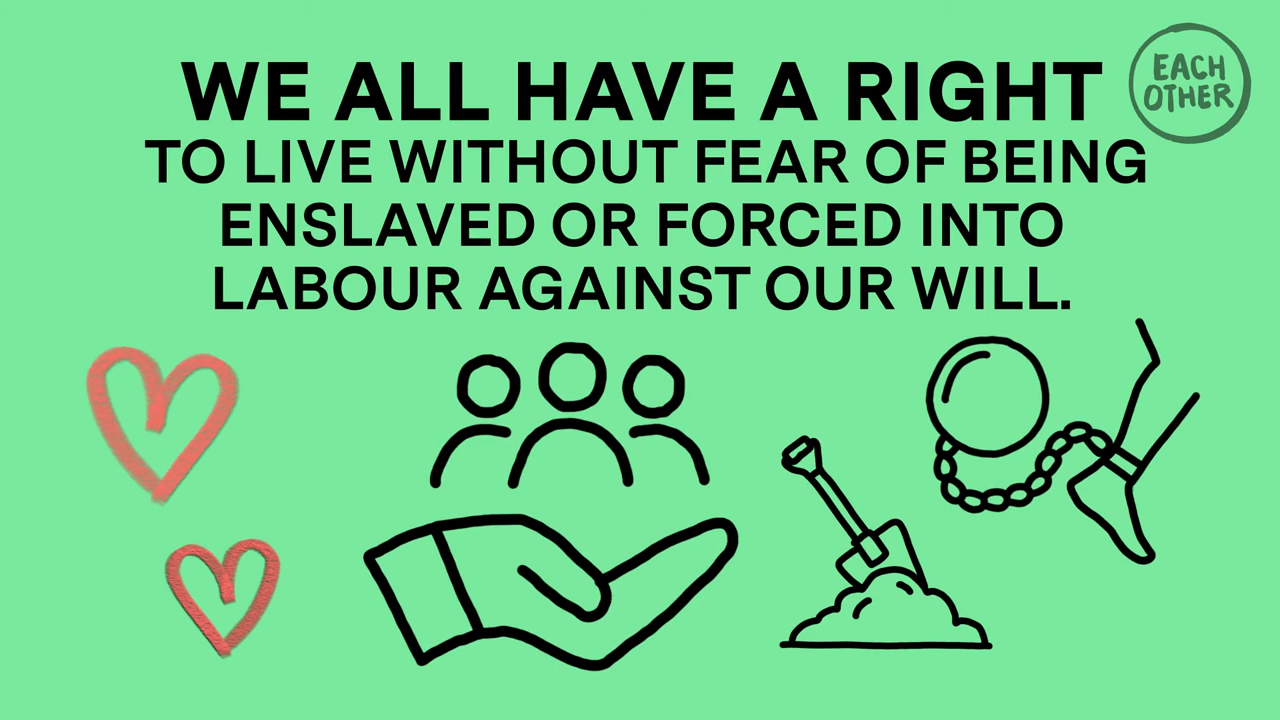 WE ALL HAVE A RIGHT
TO LIVE WITHOUT FEAR OF BEING
ENSLAVED OR FORCED INTO
LABOUR AGAINST OUR WILL.
EACH
OTHER